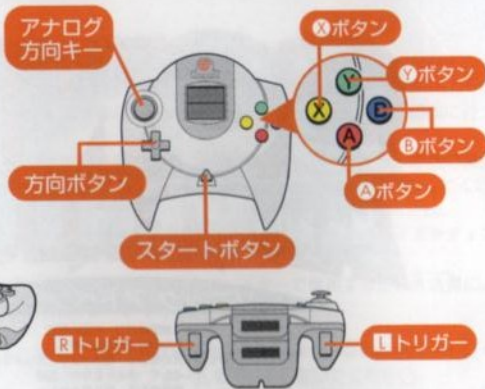 アナログ
方向キー
Ⓧボタン
Ⓨボタン
Y
X
B
A
Ⓑボタン
Ⓐボタン
方向ボタン
スタートボタン
Rトリガー
Lトリガー